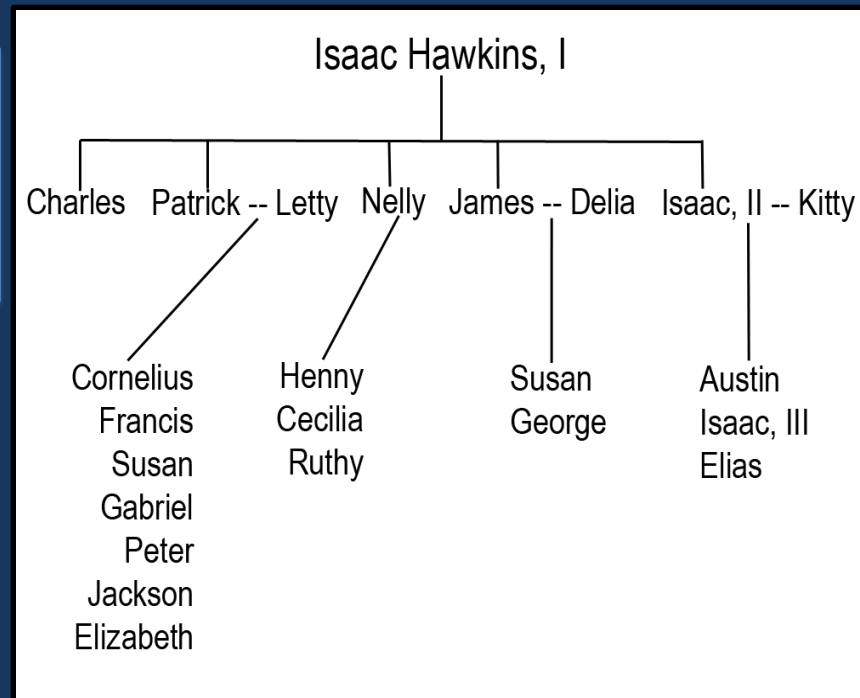 Isaac Hawkins, I
Charles Patrick -- Letty Nelly James -- Delia Isaac, II -- Kitty
Cornelius
Francis
Susan
Gabriel
Peter
Jackson
Elizabeth
Henny
Cecilia
Ruthy
Susan
George
Austin
Isaac, III
Elias